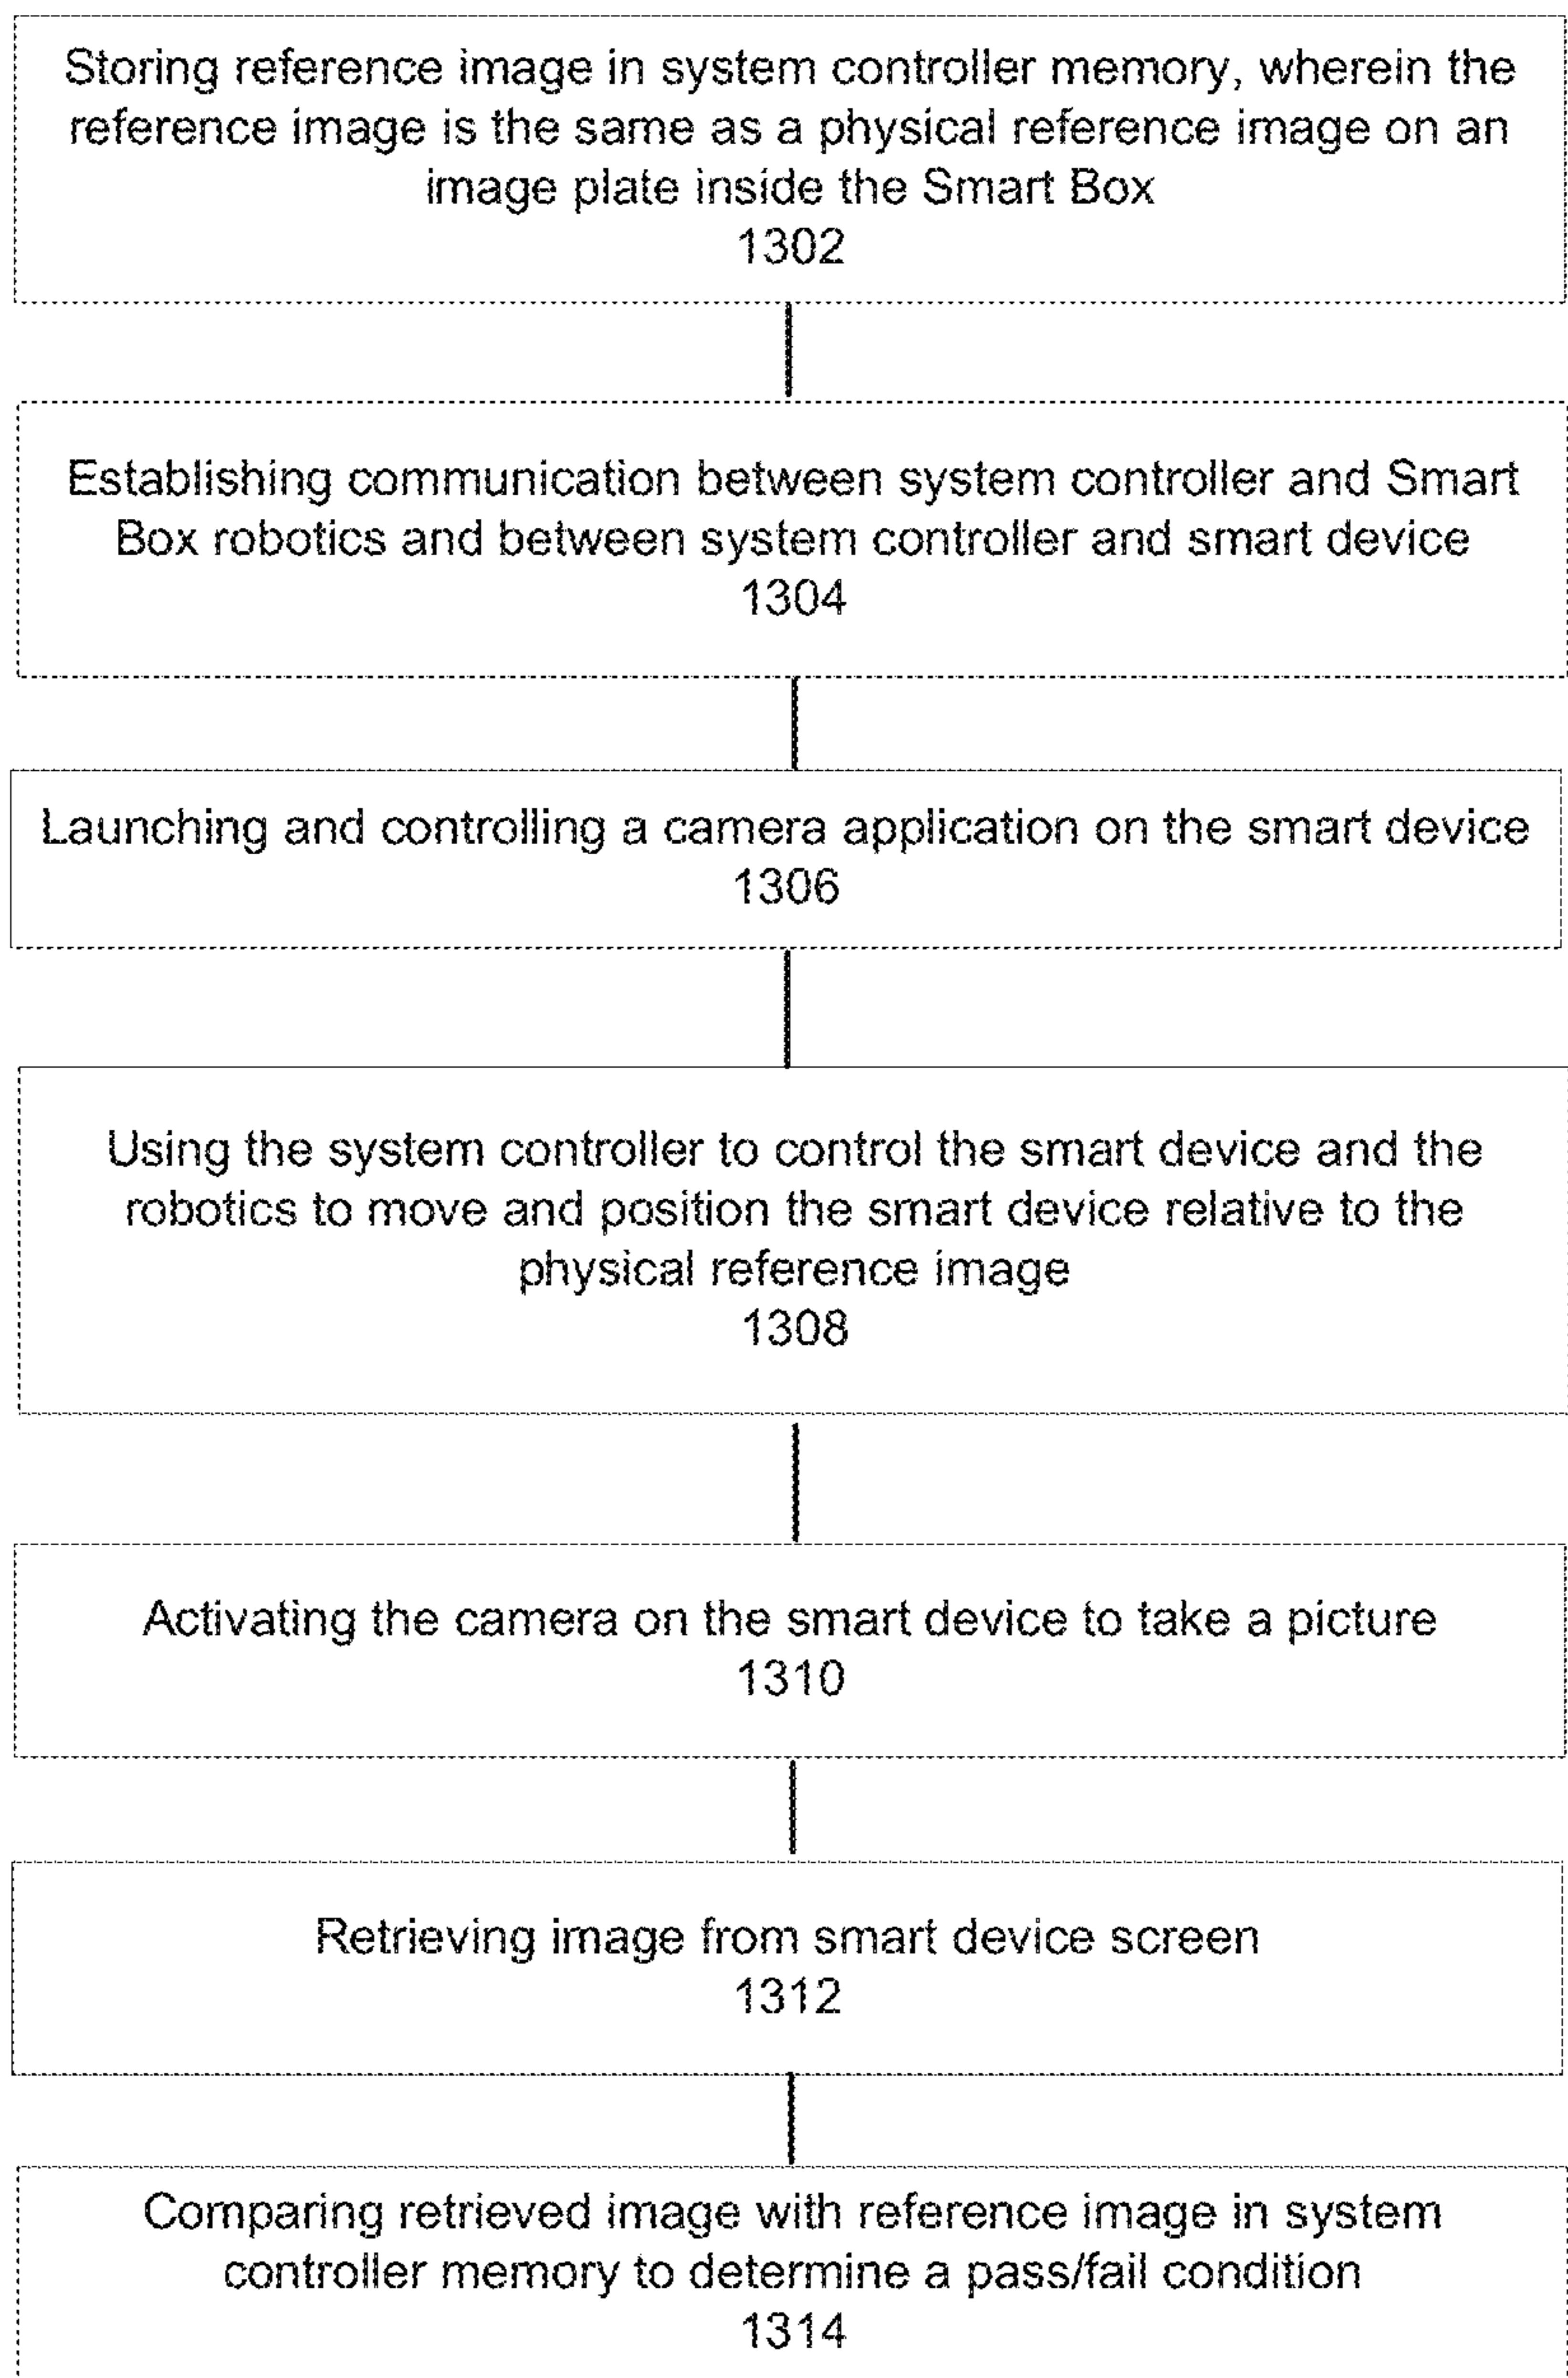 Storing reference image in system controller memory, wherein the
reference image is the same as a physical reference image on an
image plate inside the Smart Box
1302
Establishing communication between system controller and Smart
Box robotics and between system controller and smart device
1304
Launching and controlling a camera application on the smart device
1306
Using the system controller to control the smart device and the
robotics to move and position the smart device relative to the
physical reference image
1308
Activating the camera on the smart device to take a picture
1310
Retrieving image from smart device screen
1312
Comparing retrieved image with reference image in system
controller memory to determine a pass/fail condition
1314